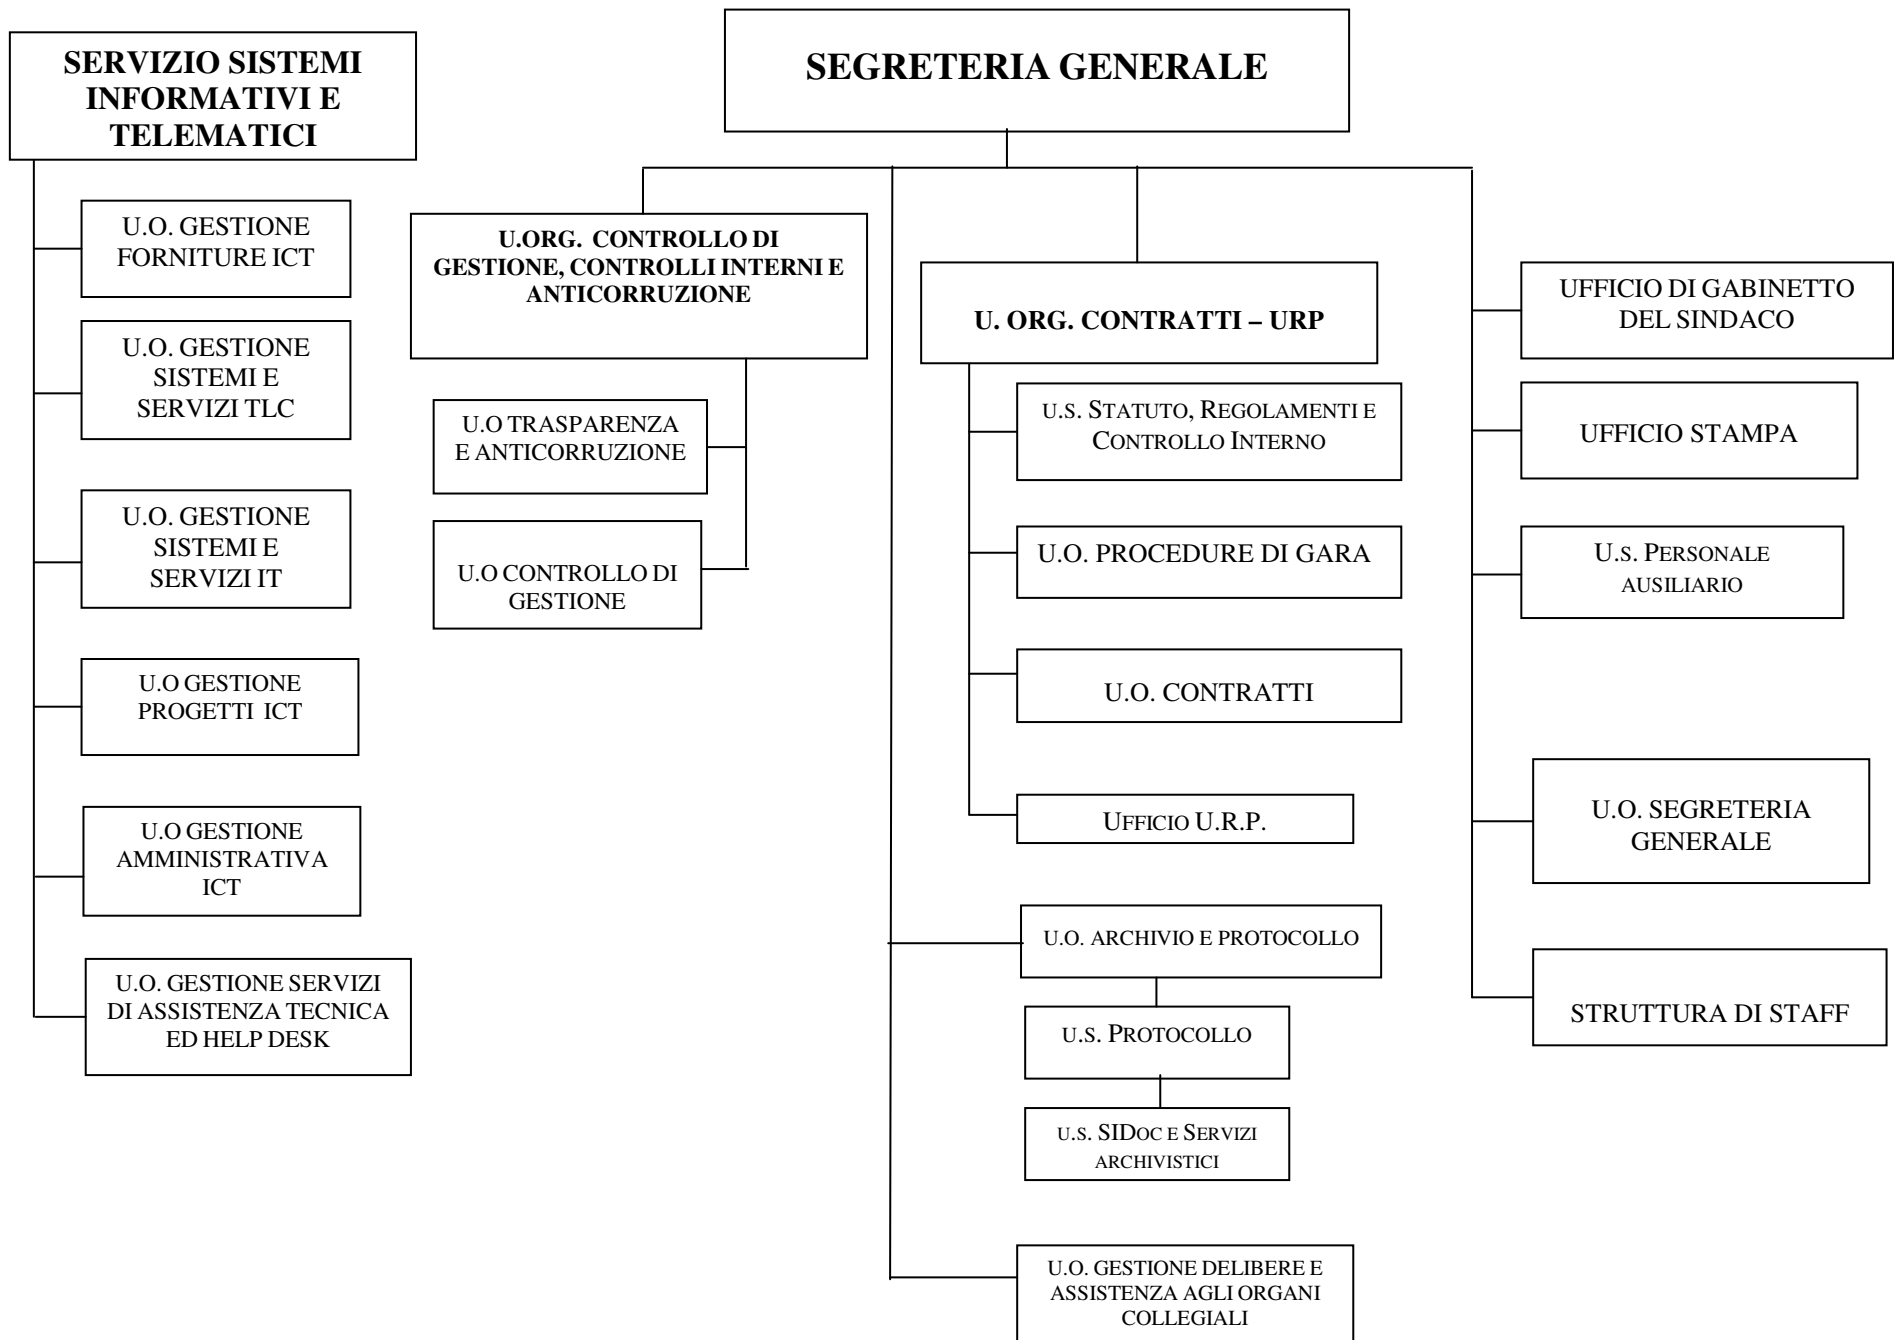 SERVIZIO SISTEMI
INFORMATIVI E
TELEMATICI
U.O. GESTIONE
FORNITURE ICT
U.O. GESTIONE
SISTEMI E
SERVIZI TLC
U.O. GESTIONE
SISTEMI E
SERVIZI IT
U.O GESTIONE
PROGETTI ICT
U.O GESTIONE
AMMINISTRATIVA
ICT
U.O. GESTIONE SERVIZI
DI ASSISTENZA TECNICA
ED HELP DESK
SEGRETERIA GENERALE
U.ORG. CONTROLLO DI
GESTIONE, CONTROLLI INTERNI E
ANTICORRUZIONE
U.O TRASPARENZA
E ANTICORRUZIONE
U.O CONTROLLO DI
GESTIONE
U. ORG. CONTRATTI – URP
U.S. STATUTO, REGOLAMENTI E
CONTROLLO INTERNO
U.O. PROCEDURE DI GARA
U.O. CONTRATTI
UFFICIO U.R.P.
U.O. ARCHIVIO E PROTOCOLLO
U.S. PROTOCOLLO
U.S. SIDOC E SERVIZI
ARCHIVISTICI
U.O. GESTIONE DELIBERE E
ASSISTENZA AGLI ORGANI
COLLEGIALI
UFFICIO DI GABINETTO
DEL SINDACO
UFFICIO STAMPA
U.S. PERSONALE
AUSILIARIO
U.O. SEGRETERIA
GENERALE
STRUTTURA DI STAFF